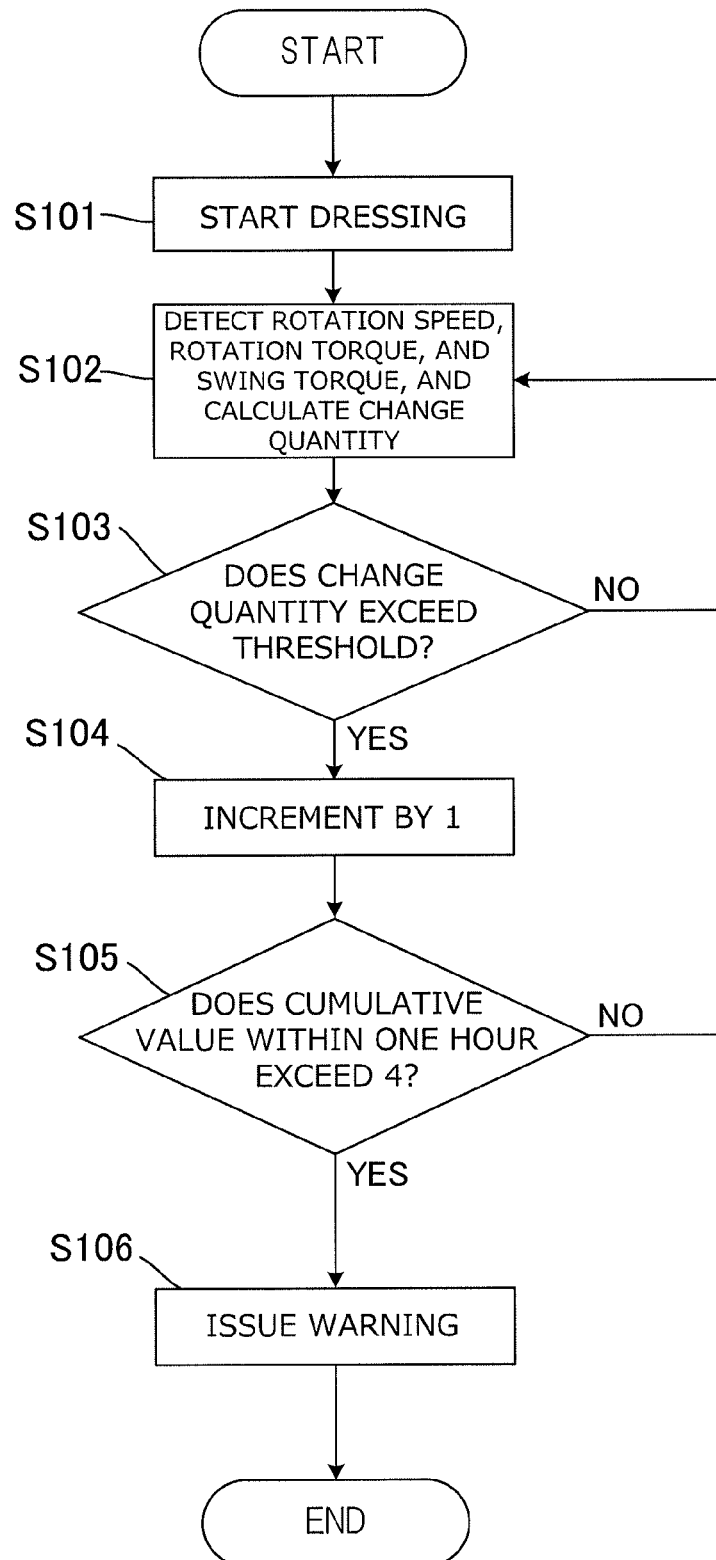 START
S101
START DRESSING
S102
DETECT ROTATION SPEED,
ROTATION TORQUE, AND
SWING TORQUE, AND
CALCULATE CHANGE
QUANTITY
S103
DOES CHANGE
QUANTITY EXCEED
THRESHOLD?
NO
YES
S104
INCREMENT BY 1
S105
DOES CUMULATIVE
VALUE WITHIN ONE HOUR
EXCEED 4?
NO
YES
S106
ISSUE WARNING
END